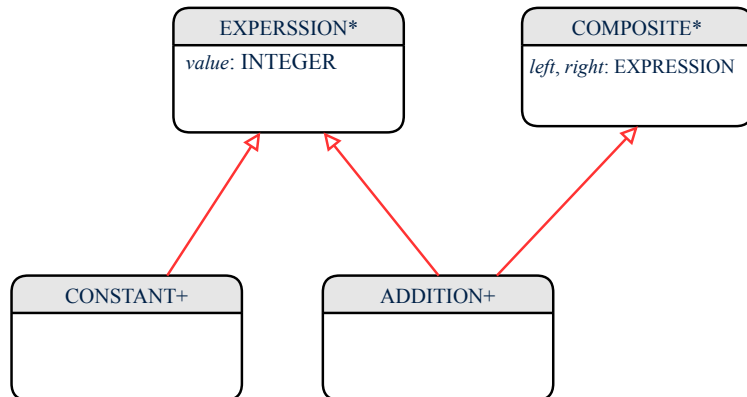 EXPERSSION*
value: INTEGER
COMPOSITE*
left, right: EXPRESSION
CONSTANT+
ADDITION+